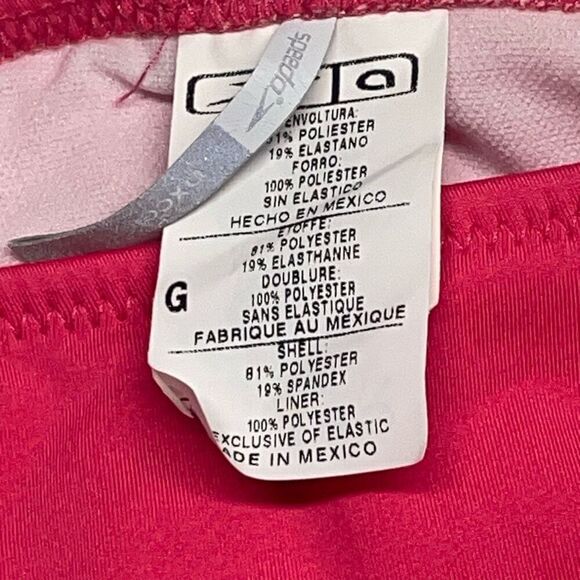 speedo
ENVOLTURA:
81% POLIESTER
19% ELASTANO
FORRO:
100% POLIESTER
SIN ELASTICO
HECHO EN MEXICO
ETOFFE:
81% POLYESTER
19% ELASTHANNE
DOUBLURE:
100% POLYESTER
SANS ELASTIQUE
G
FABRIQUE AU MEXIQUE
SHELL:
81% POLYESTER
19% SPANDEX
LINER:
100% POLYESTER
EXCLUSIVE OF ELASTIC
MADE IN MEXICO